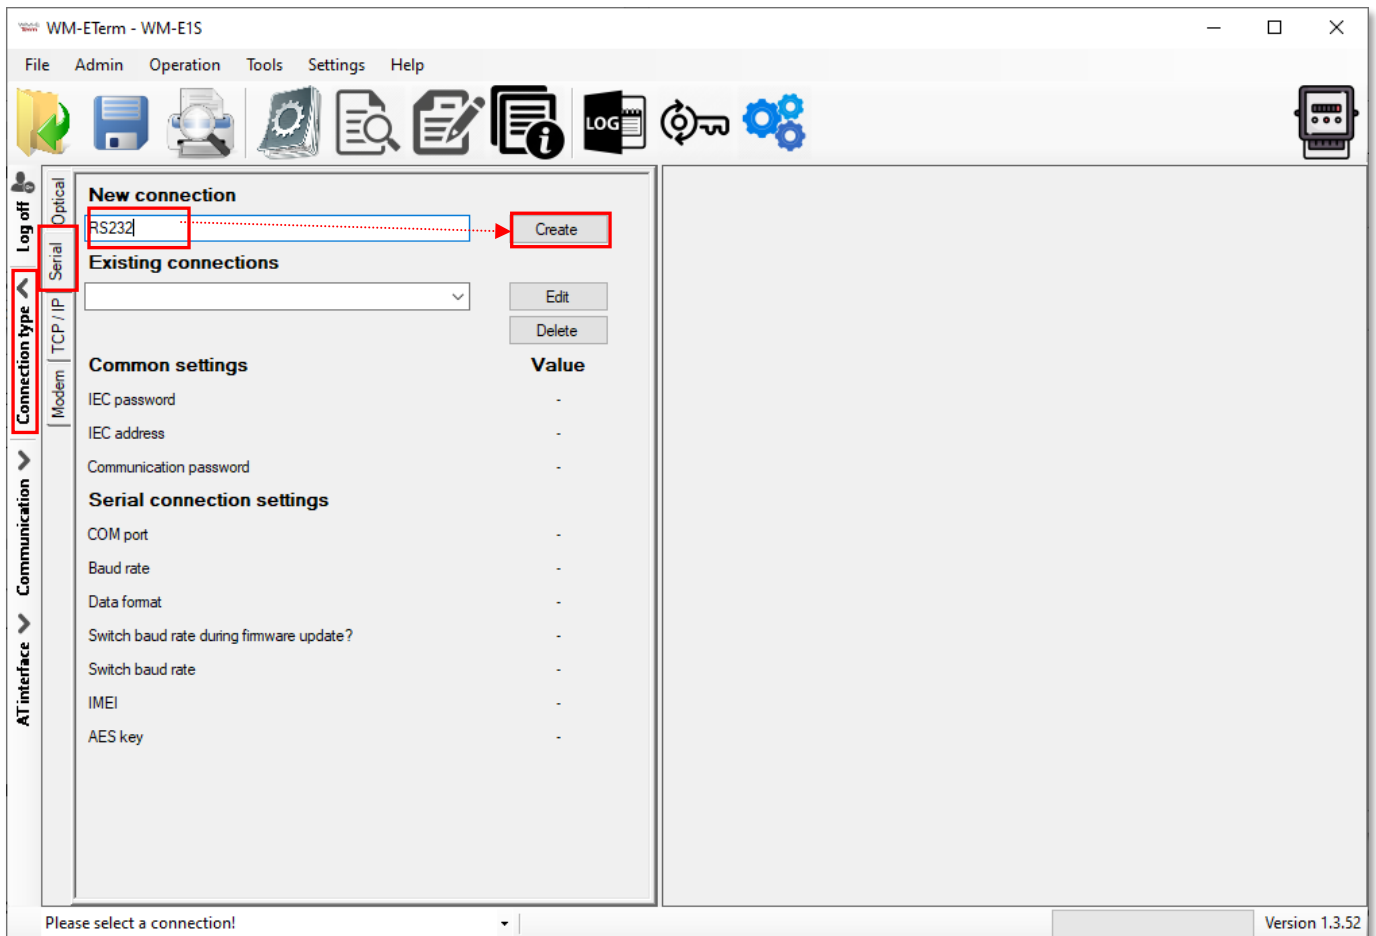 WM-ETerm - WM-E1S
File Admin Operation Tools Settings Help
LOG
Log off
Connection type
Communication
AT interface
Optical
Serial
TCP / IP
Modem
New connection
RS232
Create
Existing connections
Edit
Delete
Common settings Value
IEC password -
IEC address -
Communication password -
Serial connection settings
COM port -
Baud rate -
Data format -
Switch baud rate during firmware update? -
Switch baud rate -
IMEI -
AES key -
Please select a connection!
Version 1.3.52